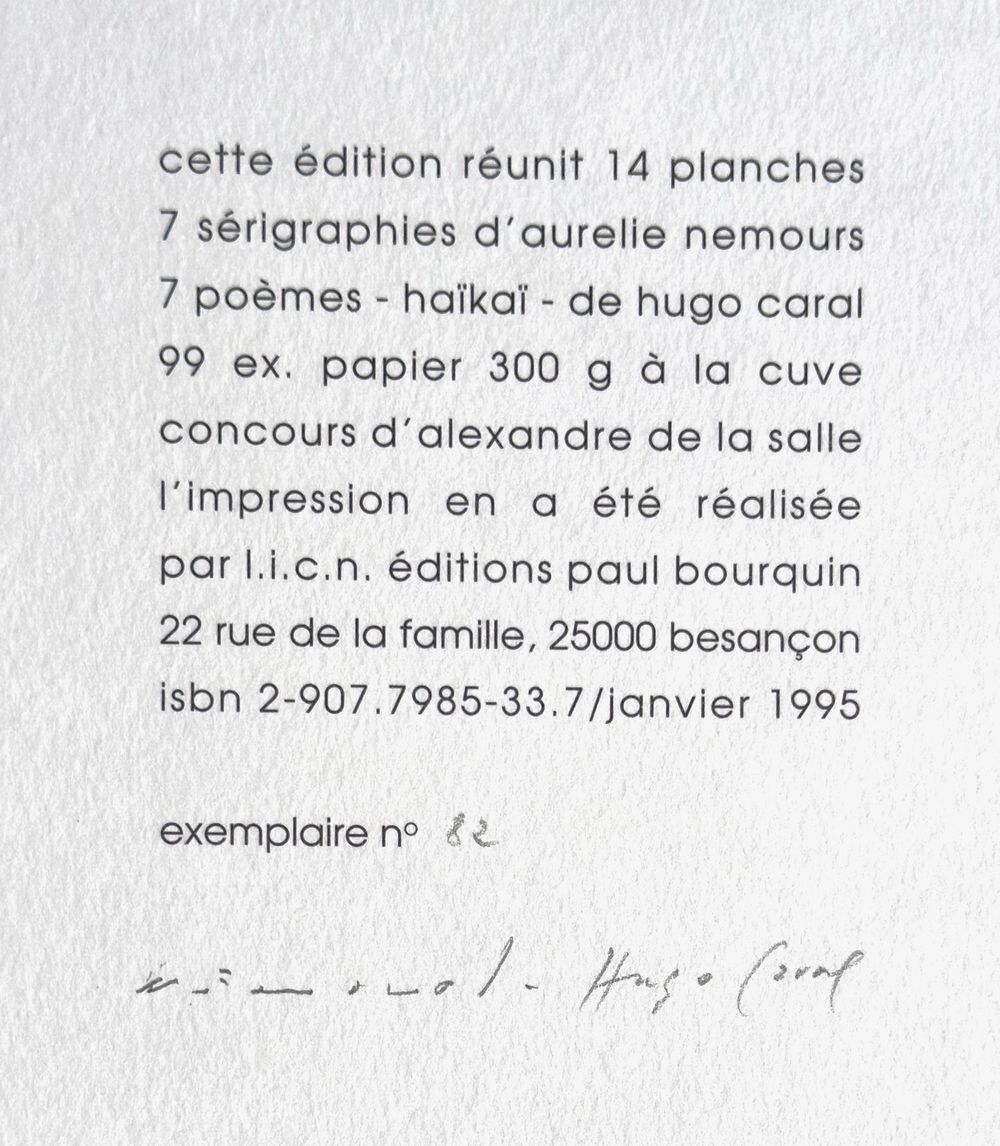 cette édition réunit 14 planches
7 sérigraphies d'aurelie nemours
7 poèmes - haïkaï - de hugo caral
99 ex. papier 300 g à la cuve
concours d'alexandre de la salle
l'impression en a été réalisée
par l.i.c.n. éditions paul bourquin
22 rue de la famille, 25000 besançon
isbn 2-907.7985-33.7/janvier 1995
exemplaire nº 82
Hugo Caral